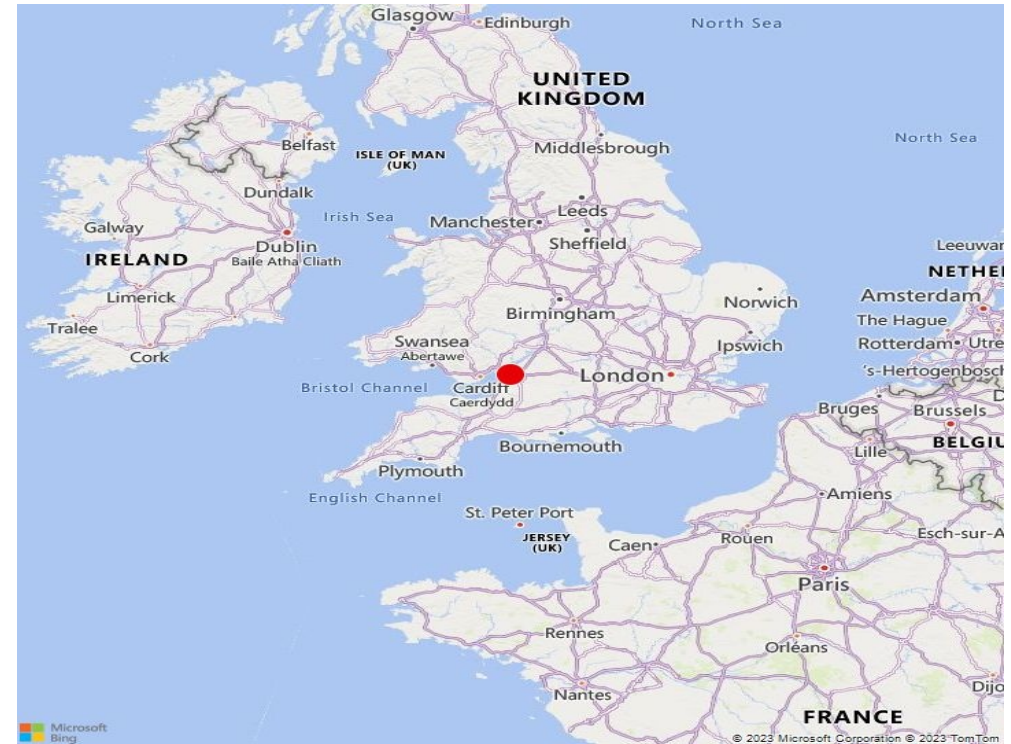 Glasgow
Edinburgh
North Sea
UNITED
KINGDOM
North Sea
Belfast
ISLE OF MAN
(UK)
Middlesbrough
Dundalk
Irish Sea
Manchester
Leeds
Galway
Sheffield
Dublin
Baile Atha Cliath
IRELAND
Leeuwar
NETHEI
Limerick
Amsterdam
Norwich
Birmingham
The Hague
Tralee
Swansea
Abertawe
Ipswich
Rotterdam
Utre
Cork
's-Hertogenbosch
London
Bristol Channel
Cardiff
Caerdydd
Bruges
Brussels
D
Bournemouth
BELGIU
Lille
Plymouth
English Channel
Amiens
St. Peter Port
JERSEY
(UK)
Caen
Rouen
Esch-sur-A
Paris
Rennes
Orléans
Nantes
Dijo
FRANCE
Microsoft
Bing
© 2023 Microsoft Corporation © 2023 TomTom